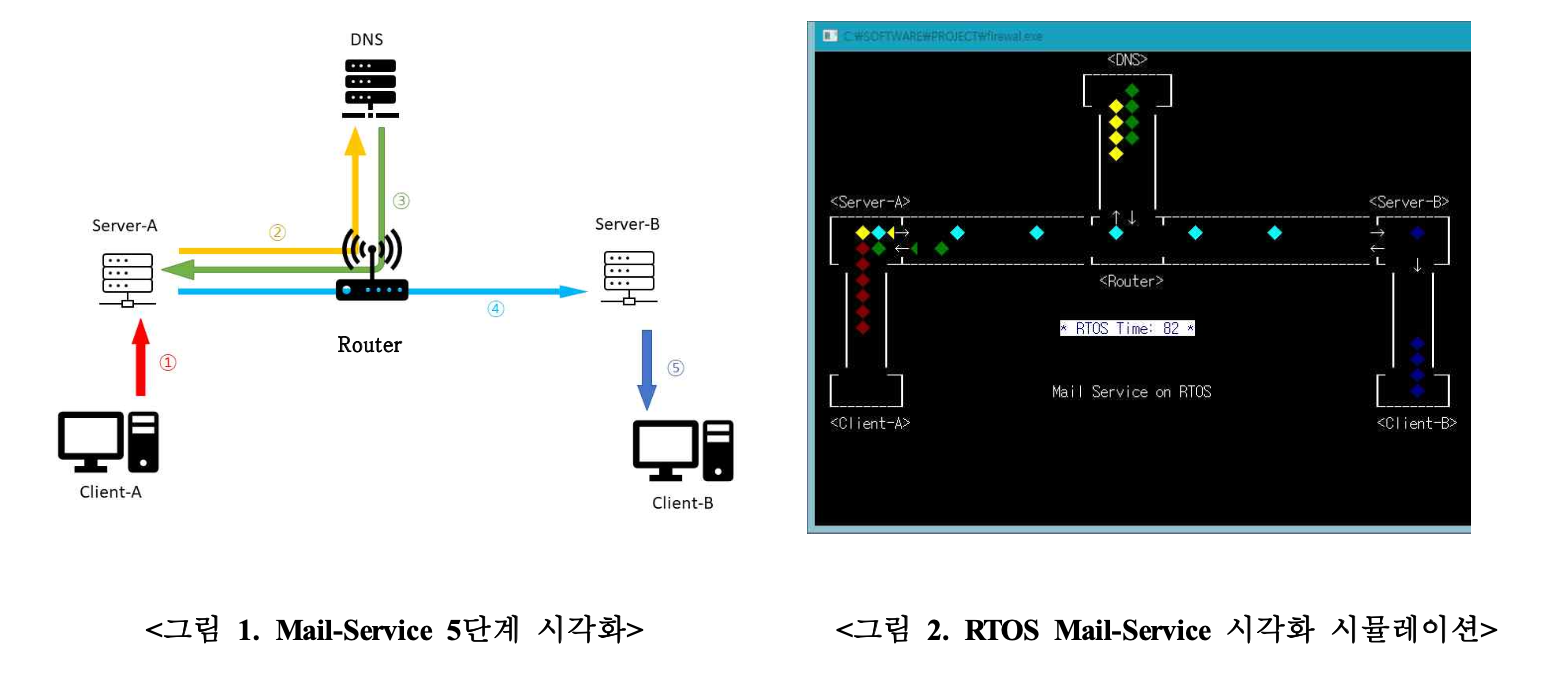 DNS
③
Server-A
②
Server-B
④
Router
①
⑤
Client-A
Client-B
C:₩SOFTWARE₩PROJECT₩firewal.exe
<DNS>
<Server-A>
<Server-B>
↑ ↓
→
→
←
←
↓
<Router>
* RTOS Time: 82 *
Mail Service on RTOS
<Client-A>
<Client-B>
<그림 1. Mail-Service 5단계 시각화>
<그림 2. RTOS Mail-Service 시각화 시뮬레이션>